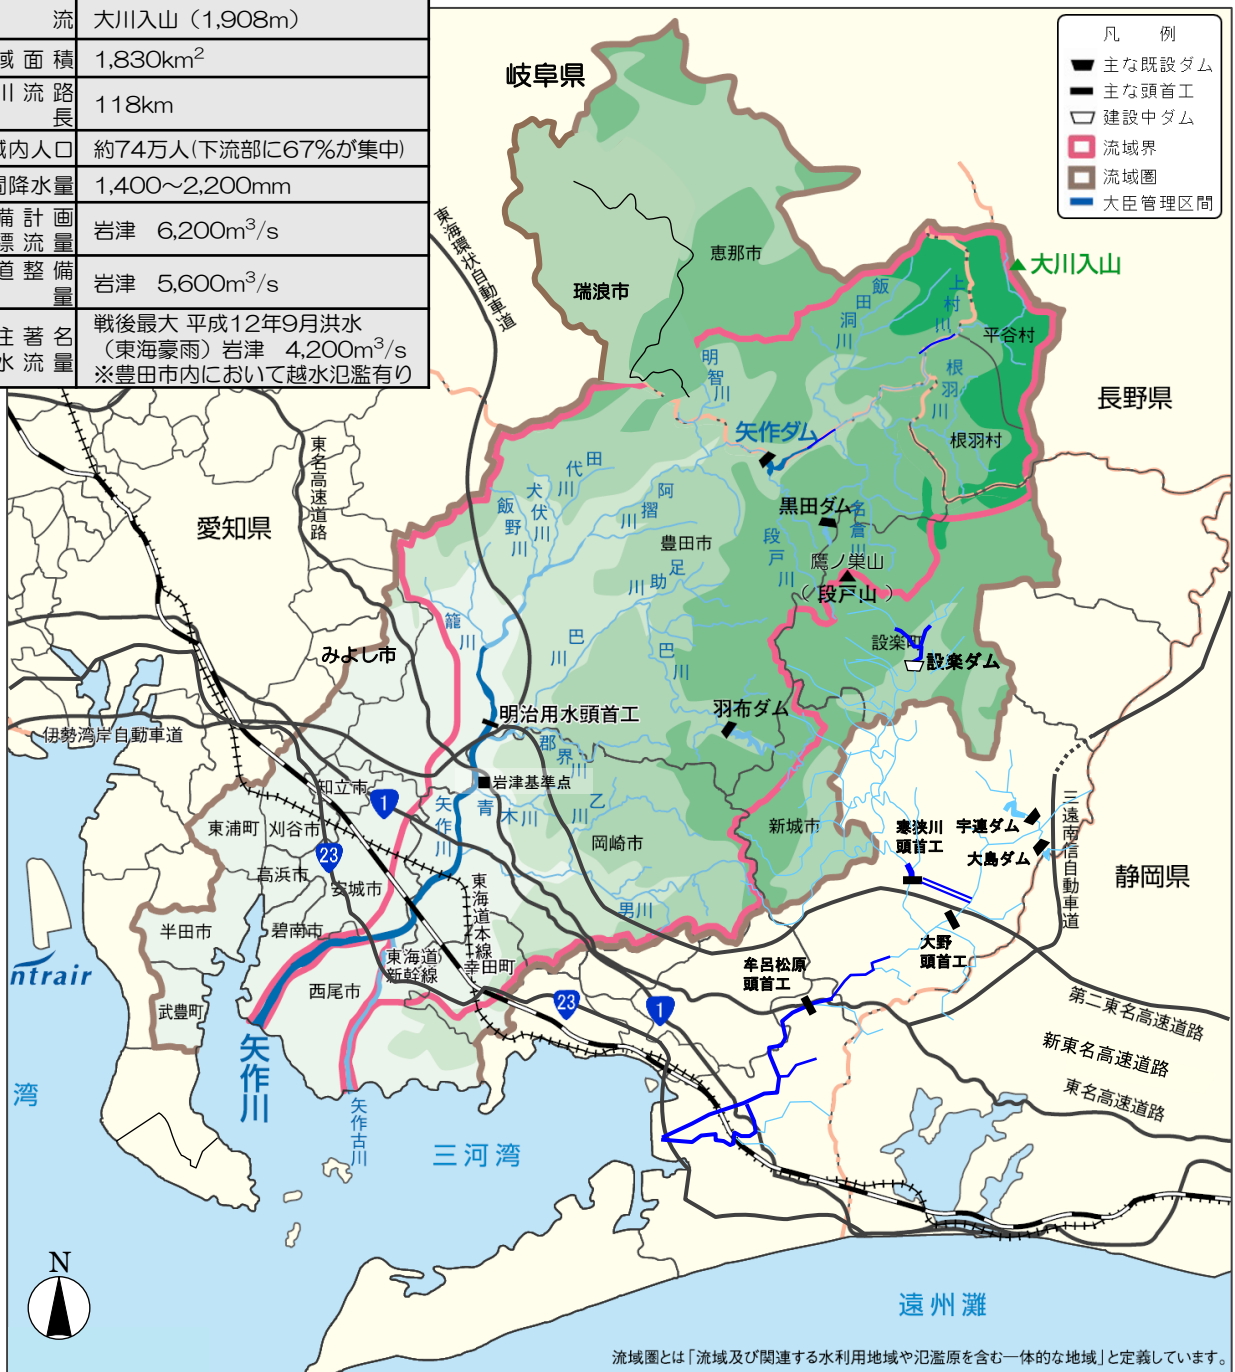 流 大川入山（1,908m）
域面積 1,830km²
川流路長 118km
域内人口 約74万人(下流部に67%が集中)
間降水量 1,400〜2,200mm
備計画
標流量 岩津 6,200m³/s
道整備
量 岩津 5,600m³/s
主著名
水流量 戦後最大 平成12年9月洪水
（東海豪雨）岩津 4,200m³/s
※豊田市内において越水氾濫有り
凡 例
主な既設ダム
主な頭首工
建設中ダム
流域界
流域圏
大臣管理区間
岐阜県
恵那市
瑞浪市
東海環状自動車道
大川入山
飯田洞川
上村川
平谷村
明智川
根羽川
長野県
矢作ダム
根羽村
東名高速道路
田代川
犬伏川
飯野川
阿摺川
黒田ダム
名倉川
愛知県
豊田市
段戸川
鷹ノ巣山
（段戸山）
足助川
籠川
巴川
巴川
みよし市
設楽町
設楽ダム
明治用水頭首工
羽布ダム
伊勢湾岸自動車道
郡界川
岩津基準点
知立市
1
矢作川
青木川
乙川
三遠南信自動車道
東浦町
刈谷市
岡崎市
新城市
寒狭川
頭首工
宇連ダム
大島ダム
23
高浜市
安城市
東海道本線
静岡県
半田市
碧南市
男川
大野
頭首工
東海道
新幹線
幸田町
牟呂松原
頭首工
ntrair
西尾市
武豊町
23
1
第二東名高速道路
新東名高速道路
東名高速道路
矢作川
湾
矢作古川
三河湾
N
遠州灘
流域圏とは「流域及び関連する水利用地域や氾濫原を含む一体的な地域」と定義しています。